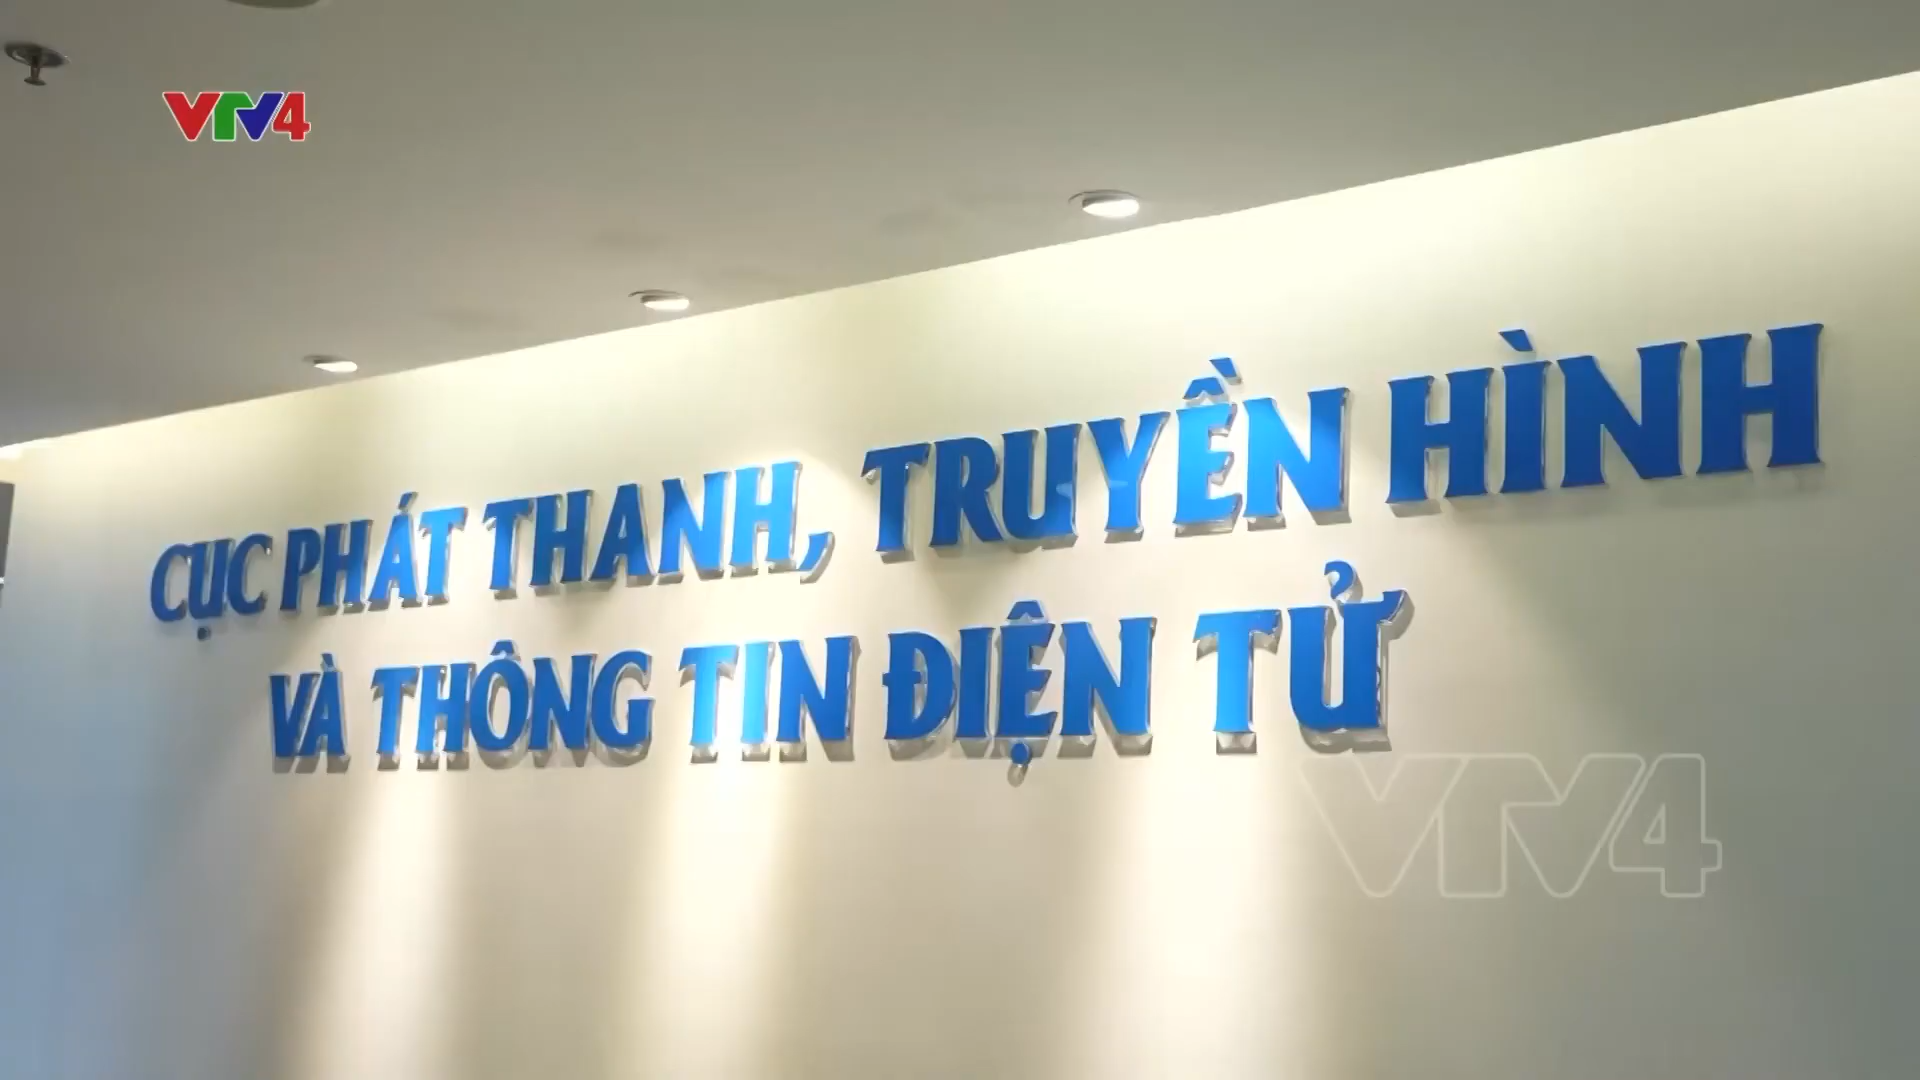 VTV4
CỤC PHÁT THANH, TRUYỀN HÌNH
VÀ THÔNG TIN ĐIỆN TỬ
VTV4